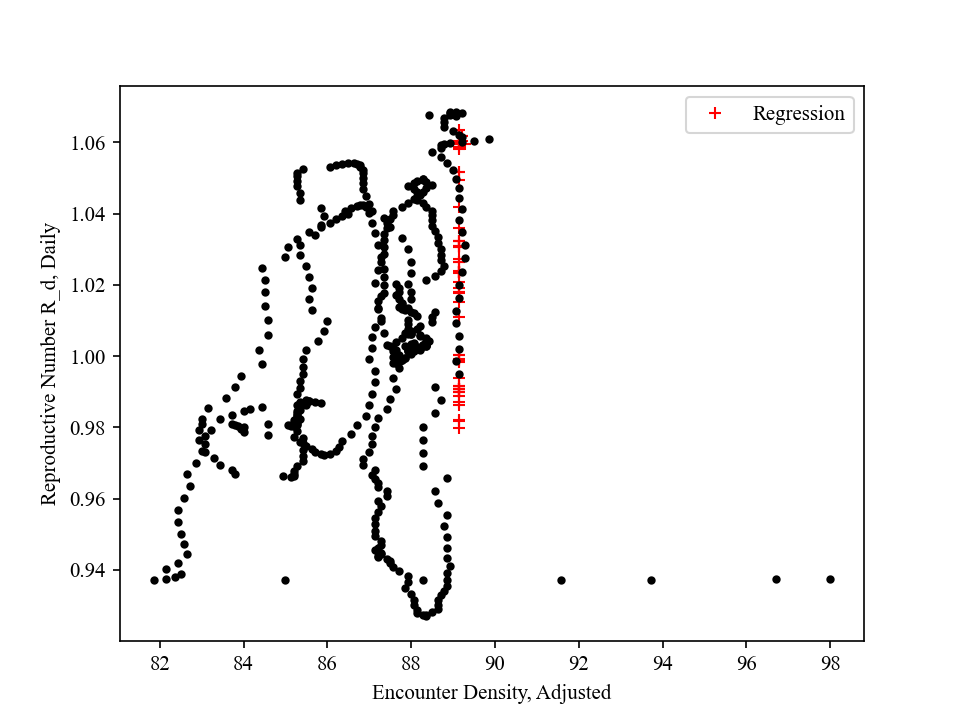 Regression
1.06
1.04
1.02
1.00
0.98
0.96
0.94
Reproductive Number R_d, Daily
82 84 86 88 90 92 94 96 98
Encounter Density, Adjusted